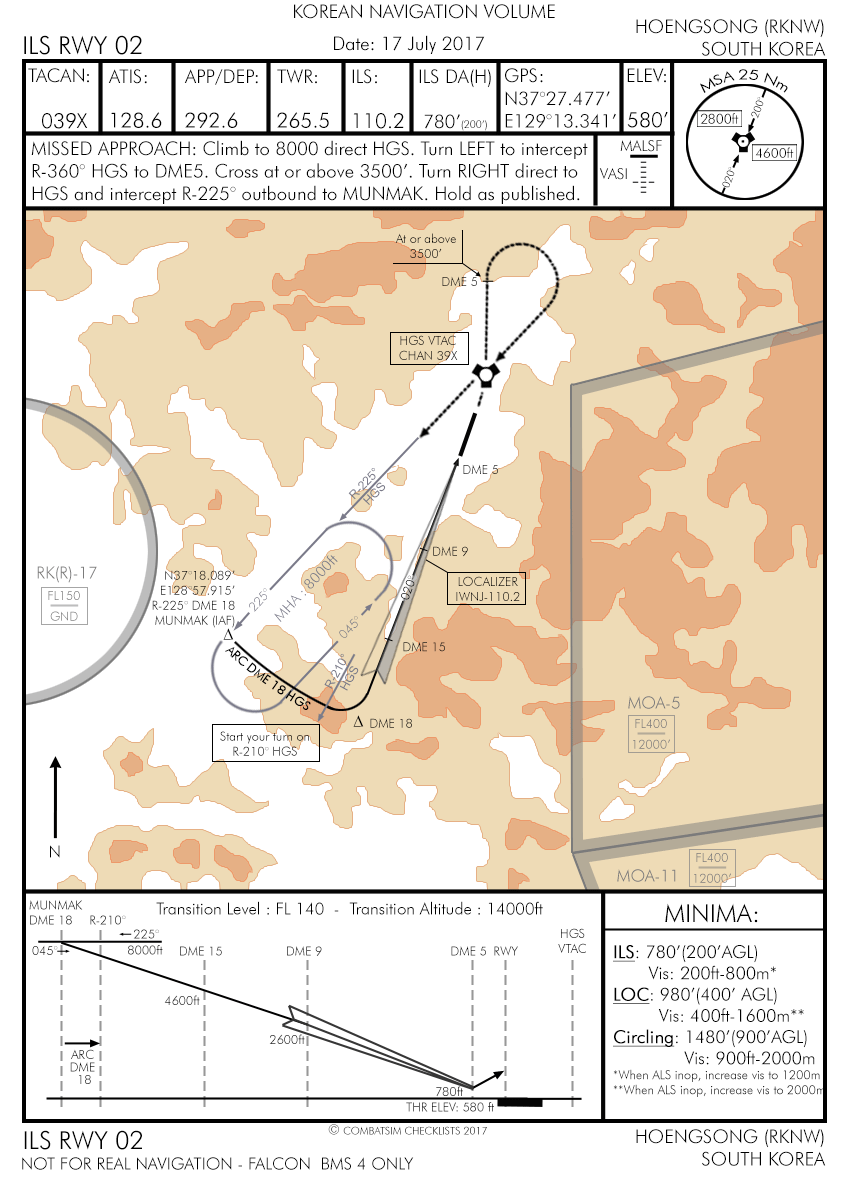 KOREAN NAVIGATION VOLUME
ILS RWY 02
Date: 17 July 2017
HOENGSONG (RKNW)
SOUTH KOREA
TACAN:
039X
ATIS:
128.6
APP/DEP:
292.6
TWR:
265.5
ILS:
110.2
ILS DA(H)
780'(200')
GPS:
N37°27.477'
E129°13.341'
ELEV:
580'
MSA 25 Nm
2800ft
200°
4600ft
020°
MISSED APPROACH: Climb to 8000 direct HGS. Turn LEFT to intercept
R-360° HGS to DME5. Cross at or above 3500'. Turn RIGHT direct to
HGS and intercept R-225° outbound to MUNMAK. Hold as published.
MALSF
VASI
At or above
3500'
DME 5
HGS VTAC
CHAN 39X
DME 5
R-225°
HGS
DME 9
LOCALIZER
IWNJ-110.2
020°
RK(R)-17
FL150
GND
N37°18.089'
E128°57.915'
R-225° DME 18
MUNMAK (IAF)
225°
MHA : 8000ft
045°
DME 15
R-210°
HGS
ARC DME 18 HGS
DME 18
Start your turn on
R-210° HGS
MOA-5
FL400
12000'
N
MOA-11
FL400
12000'
MUNMAK
DME 18
R-210°
Transition Level : FL 140 - Transition Altitude : 14000ft
225°
045°
8000ft
DME 15
DME 9
DME 5
RWY
HGS
VTAC
4600ft
2600ft
ARC
DME
18
780ft
THR ELEV: 580 ft
MINIMA:
ILS: 780'(200'AGL)
Vis: 200ft-800m*
LOC: 980'(400' AGL)
Vis: 400ft-1600m**
Circling: 1480'(900'AGL)
Vis: 900ft-2000m
*When ALS inop, increase vis to 1200m
**When ALS inop, increase vis to 2000m
© COMBATSIM CHECKLISTS 2017
ILS RWY 02
NOT FOR REAL NAVIGATION - FALCON BMS 4 ONLY
HOENGSONG (RKNW)
SOUTH KOREA